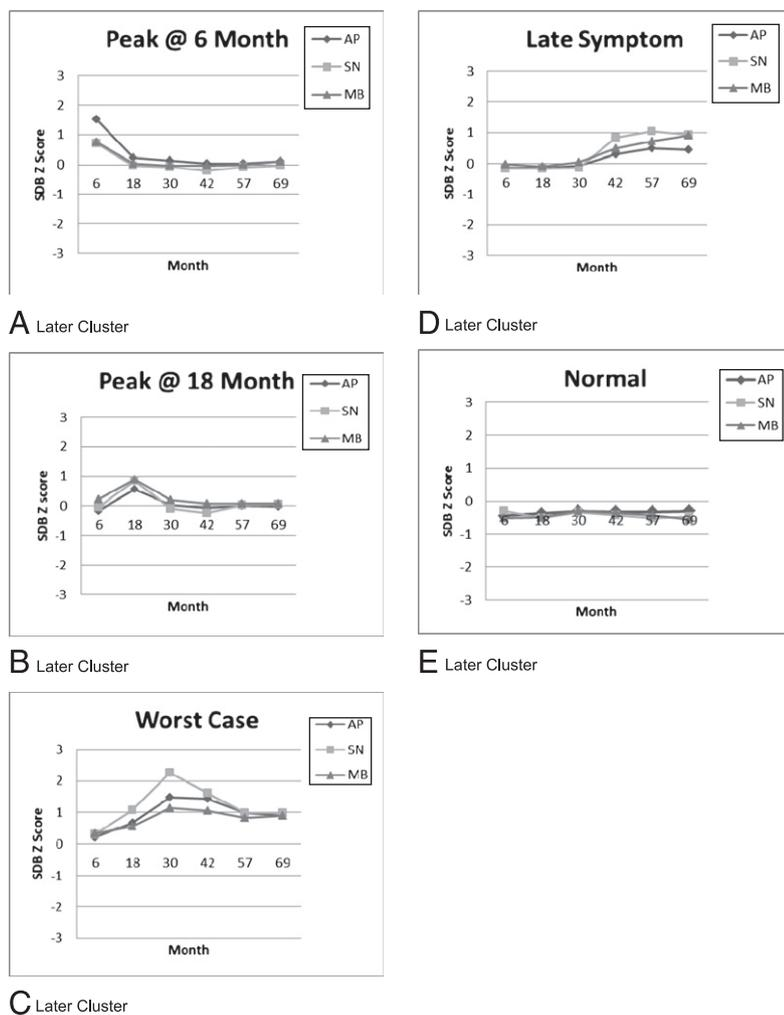 Peak @ 6 Month
AP
SN
MB
SDB Z Score
3
2
1
0
-1
-2
-3
6 18 30 42 57 69
Month
A Later Cluster
Peak @ 18 Month
AP
SN
MB
SDB Z score
3
2
1
0
-1
-2
-3
6 18 30 42 57 69
Month
B Later Cluster
Worst Case
AP
SN
MB
SDB Z Score
3
2
1
0
-1
-2
-3
6 18 30 42 57 69
Month
C Later Cluster
Late Symptom
AP
SN
MB
SDB Z Score
3
2
1
0
-1
-2
-3
6 18 30 42 57 69
Month
D Later Cluster
Normal
AP
SN
MB
SDB Z Score
3
2
1
0
-1
-2
-3
6 18 30 42 57 69
Month
E Later Cluster